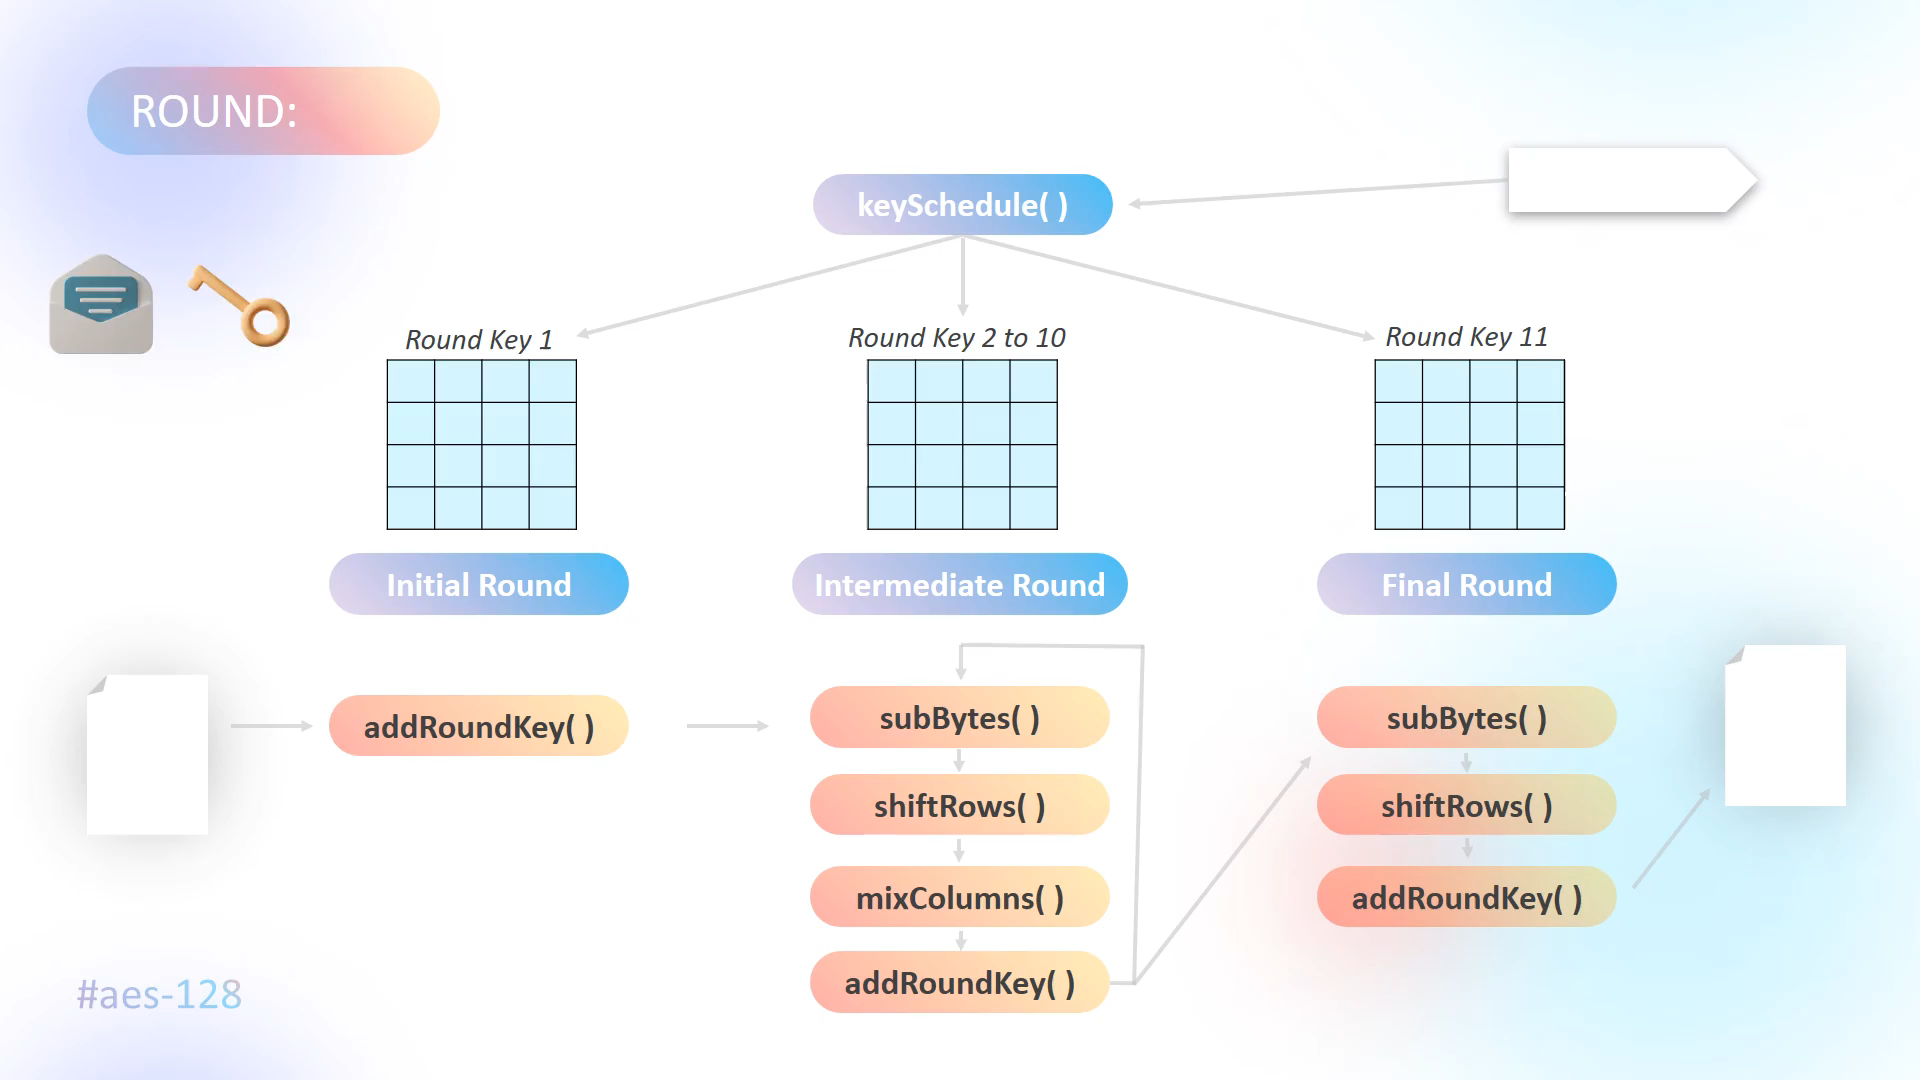 ROUND:
keySchedule( )
Round Key 1
Round Key 2 to 10
Round Key 11
Initial Round
Intermediate Round
Final Round
addRoundKey( )
subBytes( )
shiftRows( )
mixColumns( )
addRoundKey( )
subBytes( )
shiftRows( )
addRoundKey( )
#aes-128